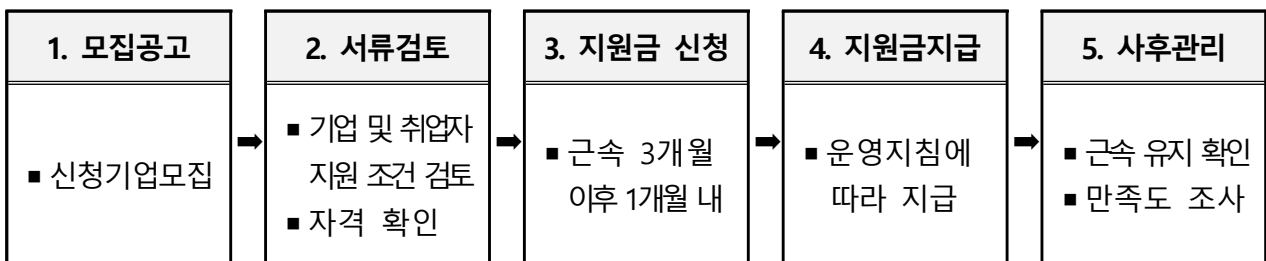 1. 모집공고
■ 신청기업모집
➡
2. 서류검토
■ 기업 및 취업자
지원 조건 검토
■ 자격 확인
➡
3. 지원금 신청
■ 근속 3개월
이후 1개월 내
➡
4. 지원금지급
■ 운영지침에
따라 지급
➡
5. 사후관리
■ 근속 유지 확인
■ 만족도 조사